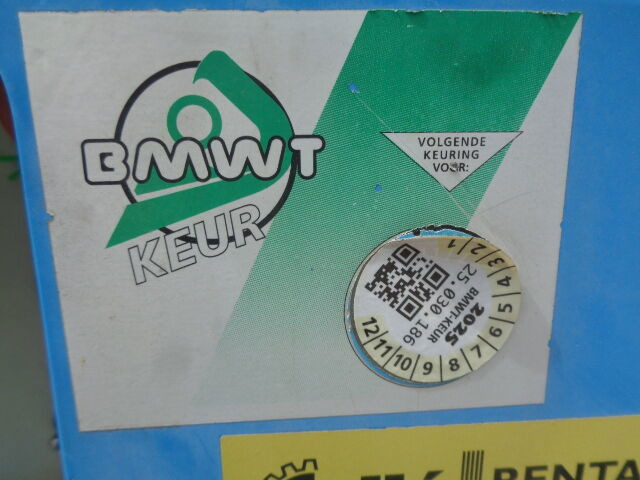 BMWT
KEUR
VOLGENDE
KEURING
VOOR:
1 2 3 4 5 6 7 8 9 10 11 12
25.030.186
BMWT-KEUR
2025
RENTA